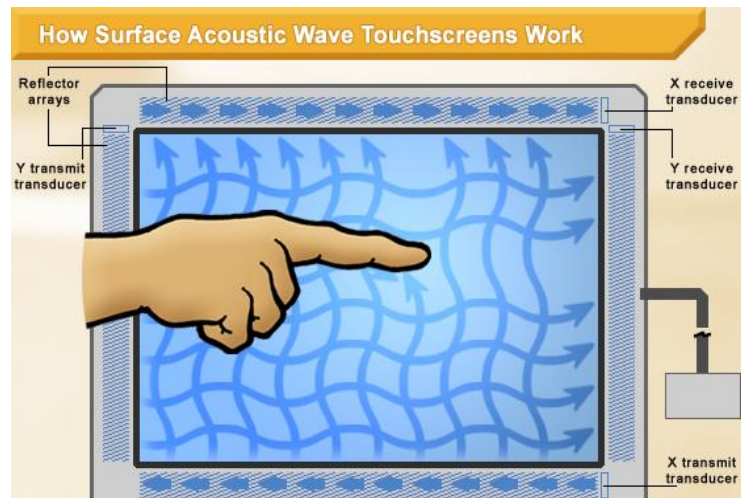 How Surface Acoustic Wave Touchscreens Work
Reflector
arrays
X receive
transducer
Y transmit
transducer
Y receive
transducer
X transmit
transducer